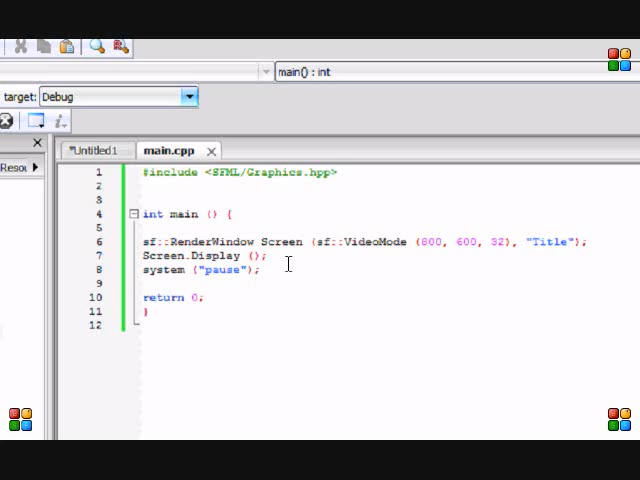 main() : int
target: Debug
*Untitled1 main.cpp
Resou
1 #include <SFML/Graphics.hpp>
2
3
4 int main () {
5
6 sf::RenderWindow Screen (sf::VideoMode (800, 600, 32), "Title");
7 Screen.Display ();
8 system ("pause");
9
10 return 0;
11 }
12